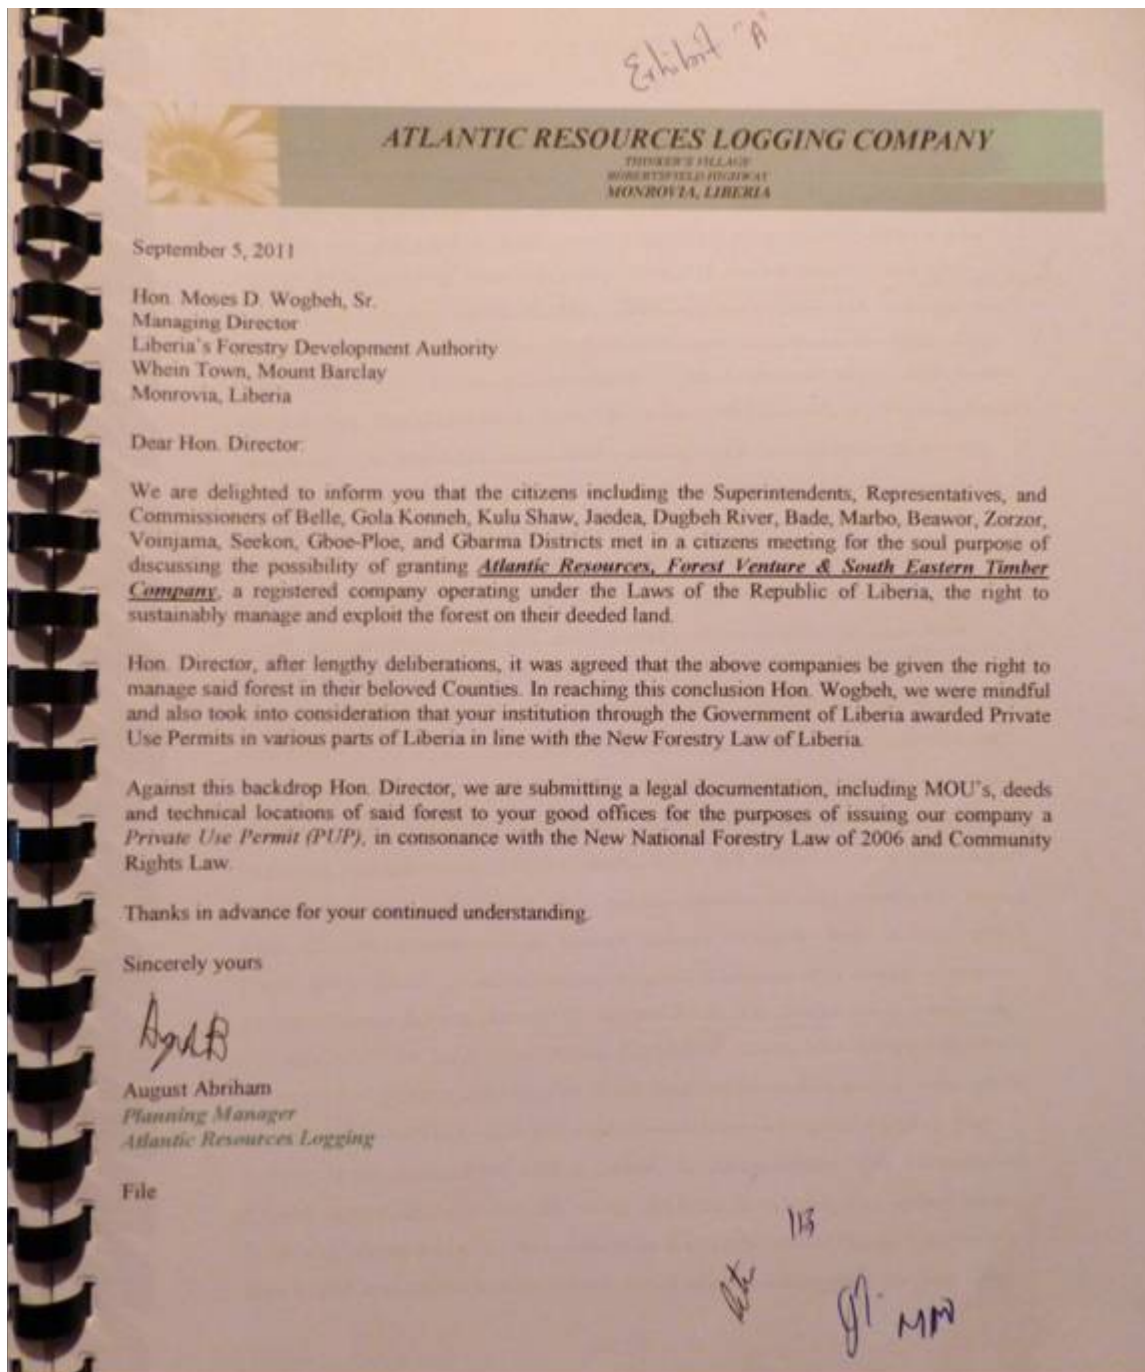 Exhibit "A"
ATLANTIC RESOURCES LOGGING COMPANY
THINKER'S VILLAGE
ROBERTSFIELD HIGHWAY
MONROVIA, LIBERIA
September 5, 2011
Hon. Moses D. Wogbeh, Sr.
Managing Director
Liberia's Forestry Development Authority
Whein Town, Mount Barclay
Monrovia, Liberia
Dear Hon. Director:
We are delighted to inform you that the citizens including the Superintendents, Representatives, and
Commissioners of Belle, Gola Konneh, Kulu Shaw, Jaedea, Dugbeh River, Bade, Marbo, Beawor, Zorzor,
Voinjama, Seekon, Gboe-Ploe, and Gbarma Districts met in a citizens meeting for the soul purpose of
discussing the possibility of granting Atlantic Resources, Forest Venture & South Eastern Timber
Company, a registered company operating under the Laws of the Republic of Liberia, the right to
sustainably manage and exploit the forest on their deeded land.
Hon. Director, after lengthy deliberations, it was agreed that the above companies be given the right to
manage said forest in their beloved Counties. In reaching this conclusion Hon. Wogbeh, we were mindful
and also took into consideration that your institution through the Government of Liberia awarded Private
Use Permits in various parts of Liberia in line with the New Forestry Law of Liberia.
Against this backdrop Hon. Director, we are submitting a legal documentation, including MOU's, deeds
and technical locations of said forest to your good offices for the purposes of issuing our company a
Private Use Permit (PUP), in consonance with the New National Forestry Law of 2006 and Community
Rights Law.
Thanks in advance for your continued understanding.
Sincerely yours
August Abriham
Planning Manager
Atlantic Resources Logging
File
113
MM